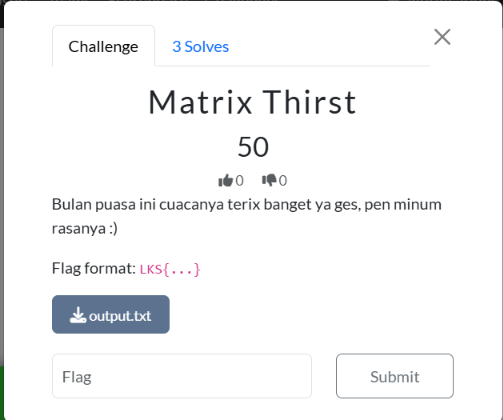 Challenge
3 Solves
Matrix Thirst
50
0 0
Bulan puasa ini cuacanya terix banget ya ges, pen minum
rasanya :)
Flag format: LKS{...}
output.txt
Flag
Submit